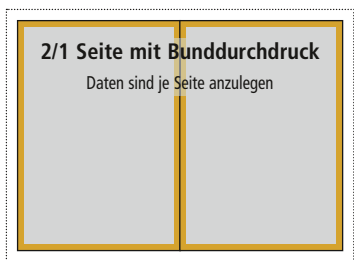 2/1 Seite mit Bunddurchdruck
Daten sind je Seite anzulegen